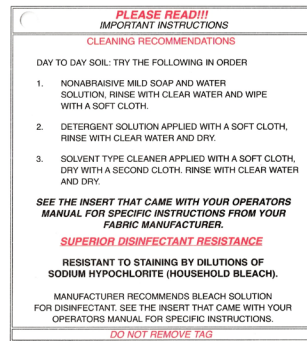 PLEASE READ!!!
IMPORTANT INSTRUCTIONS
CLEANING RECOMMENDATIONS
DAY TO DAY SOIL: TRY THE FOLLOWING IN ORDER
1. NONABRAISIVE MILD SOAP AND WATER
SOLUTION, RINSE WITH CLEAR WATER AND WIPE
WITH A SOFT CLOTH.
2. DETERGENT SOLUTION APPLIED WITH A SOFT CLOTH,
RINSE WITH CLEAR WATER AND DRY.
3. SOLVENT TYPE CLEANER APPLIED WITH A SOFT CLOTH,
DRY WITH A SECOND CLOTH. RINSE WITH CLEAR WATER
AND DRY.
SEE THE INSERT THAT CAME WITH YOUR OPERATORS
MANUAL FOR SPECIFIC INSTRUCTIONS FROM YOUR
FABRIC MANUFACTURER.
SUPERIOR DISINFECTANT RESISTANCE
RESISTANT TO STAINING BY DILUTIONS OF
SODIUM HYPOCHLORITE (HOUSEHOLD BLEACH).
MANUFACTURER RECOMMENDS BLEACH SOLUTION
FOR DISINFECTANT. SEE THE INSERT THAT CAME WITH YOUR
OPERATORS MANUAL FOR SPECIFIC INSTRUCTIONS.
DO NOT REMOVE TAG